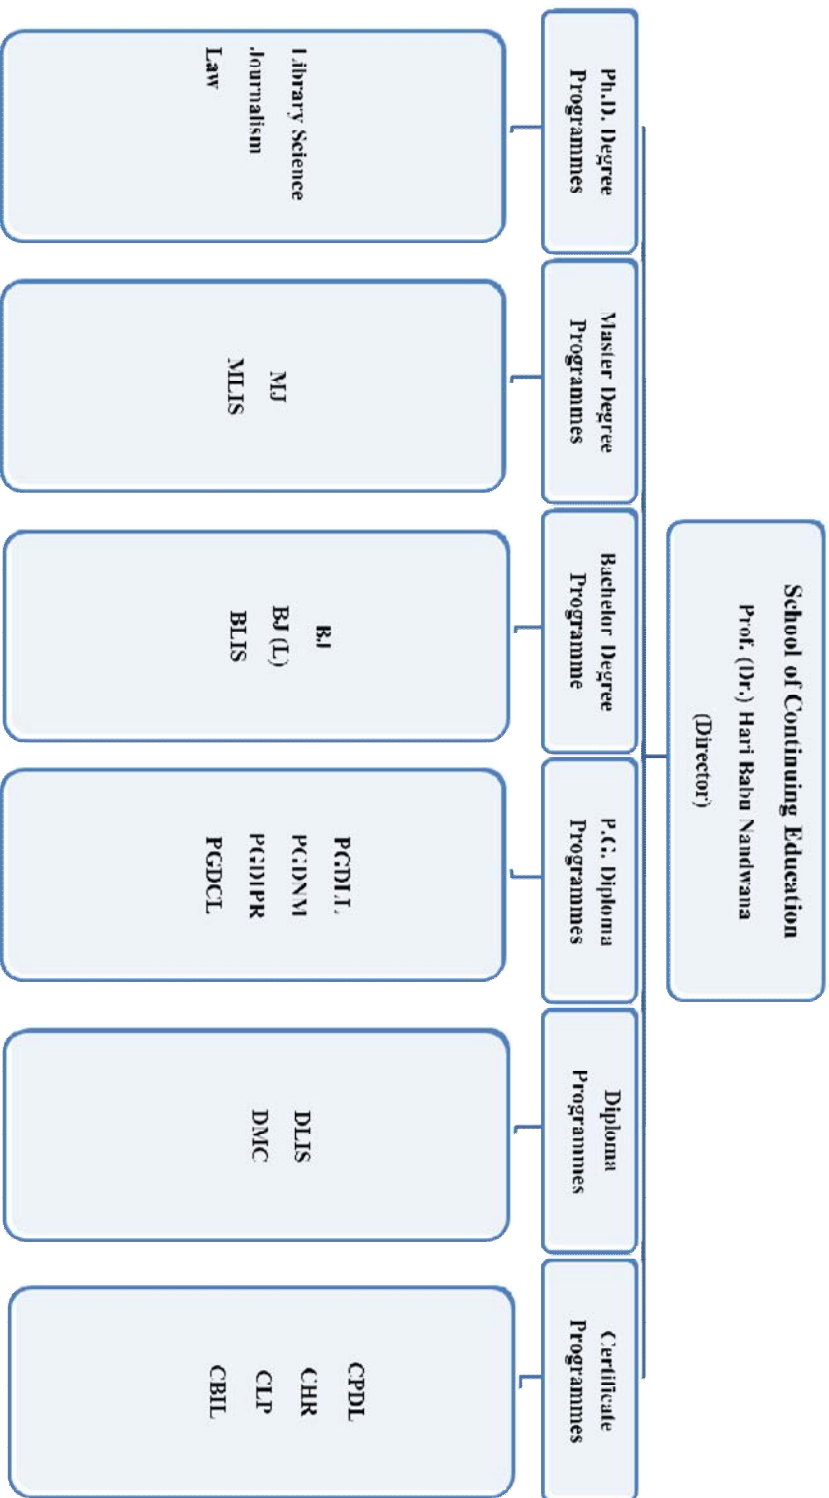 School of Continuing Education
Prof. (Dr.) Hari Babu Nandwana
(Director)
Ph.D. Degree
Programmes
Library Science
Journalism
Law
Master Degree
Programmes
MJ
MLIS
Bachelor Degree
Programme
BJ
BJ (L)
BLIS
P.G. Diploma
Programmes
PGDLL
PGDNM
PGDIPR
PGDCL
Diploma
Programmes
DLIS
DMC
Certificate
Programmes
CPDL
CHR
CLP
CBIL